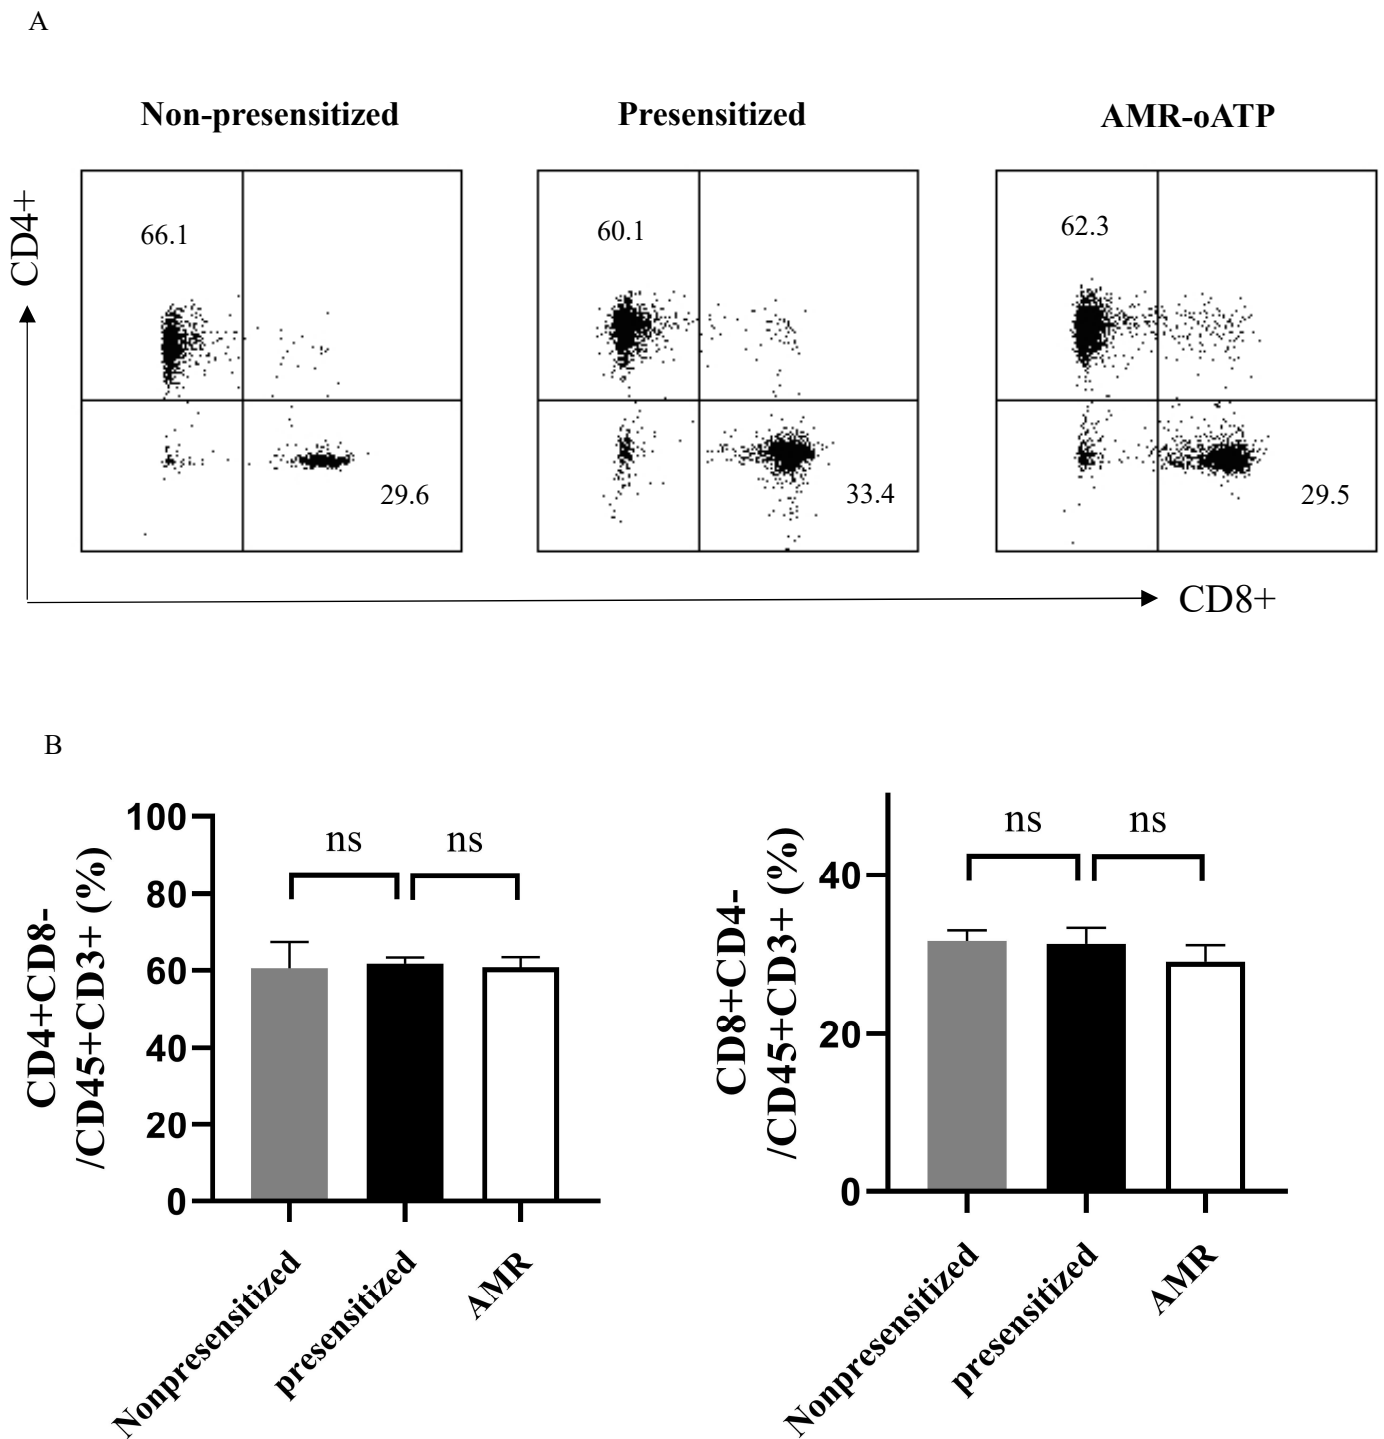 A
Non-presensitized
Presensitized
AMR-oATP
CD4+
66.1
29.6
60.1
33.4
62.3
29.5
CD8+
B
CD4+CD8-
/CD45+CD3+ (%)
100
80
60
40
20
0
ns
ns
Nonpresensitized
presensitized
AMR
CD8+CD4-
/CD45+CD3+ (%)
40
20
0
ns
ns
Nonpresensitized
presensitized
AMR